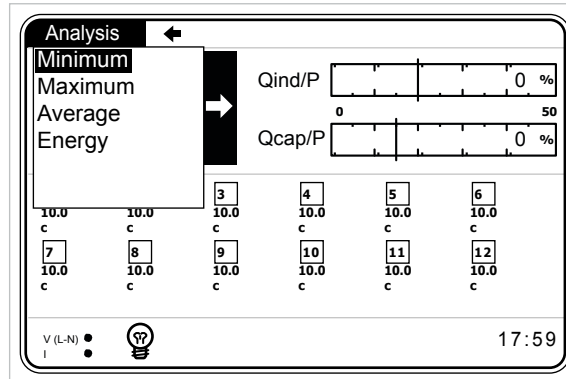 Analysis
Minimum
Maximum
Average
Energy
Qind/P 0 %
0 50
Qcap/P 0 %
3 4 5 6
10.0 10.0 10.0 10.0 10.0 10.0
c c c c c c
7 8 9 10 11 12
10.0 10.0 10.0 10.0 10.0 10.0
c c c c c c
V (L-N)
I
17:59